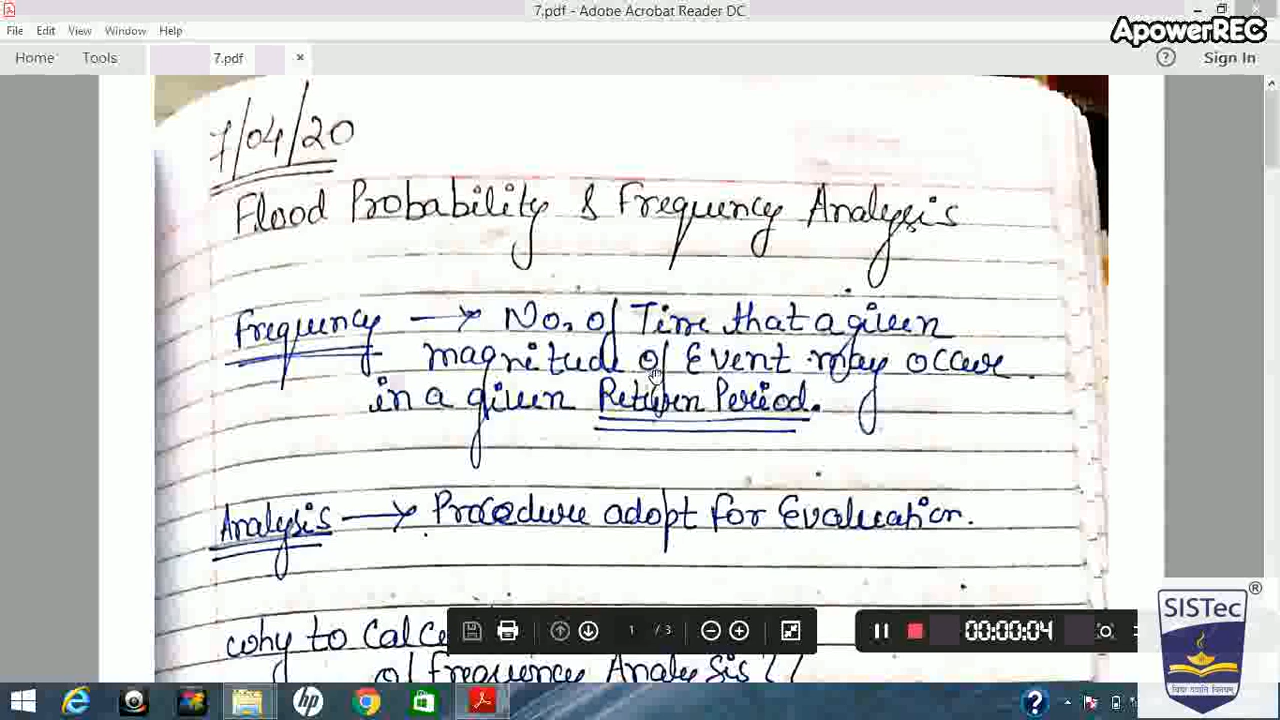 7.pdf - Adobe Acrobat Reader DC
ApowerREC
File Edit View Window Help
Home Tools 7.pdf × ? Sign In
7/04/20
Flood Probability & Frequency Analysis
Frequency → No. of Time that a given
magnitude of Event may occur
in a given Return Period.
Analysis → Procedure adopt for Evaluation.
why to Calc
of frequency Analysis??
1 / 3
00:00:04
SISTec
®
hp
?